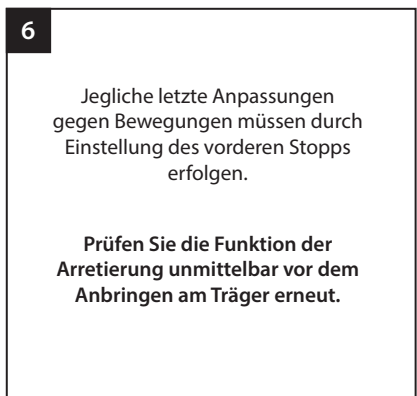 6
Jegliche letzte Anpassungen
gegen Bewegungen müssen durch
Einstellung des vorderen Stopps
erfolgen.
Prüfen Sie die Funktion der
Arretierung unmittelbar vor dem
Anbringen am Träger erneut.